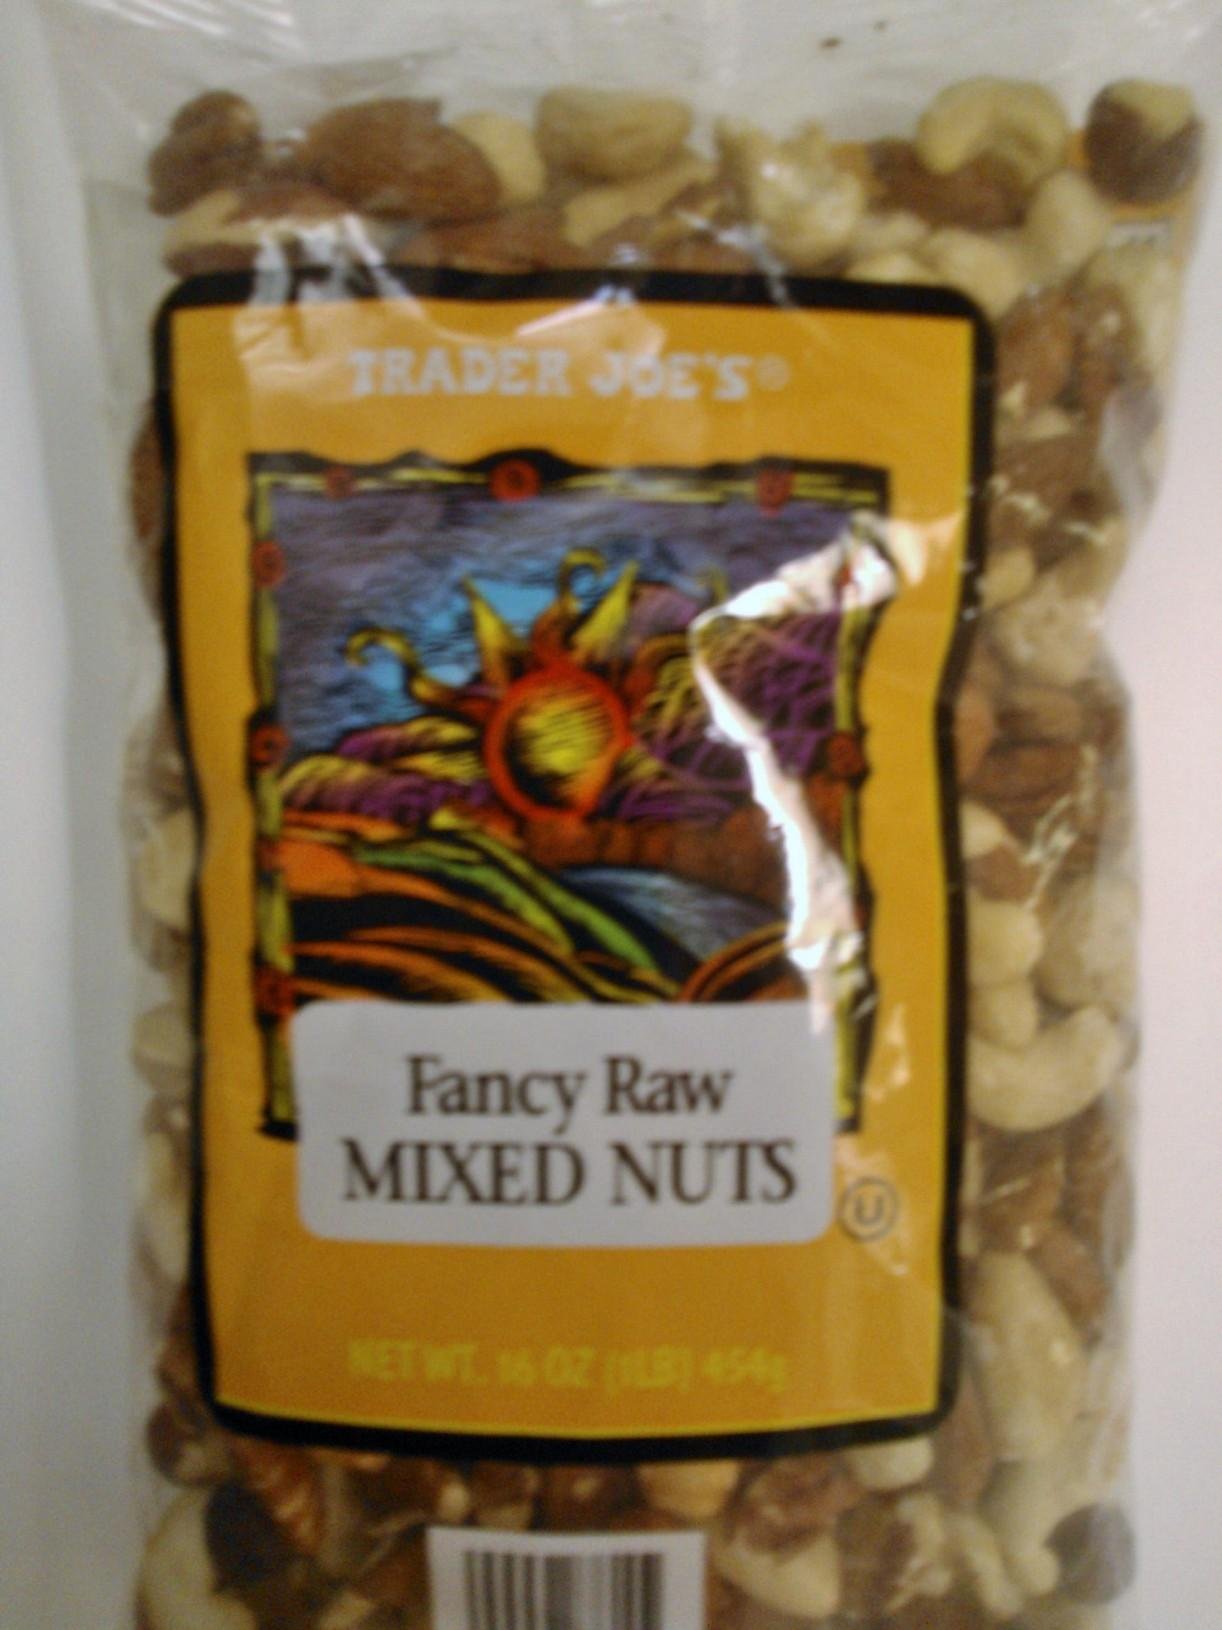 TRADER JOE'S®
Fancy Raw
MIXED NUTS
U
NET WT. 16 OZ (1LB) 454g